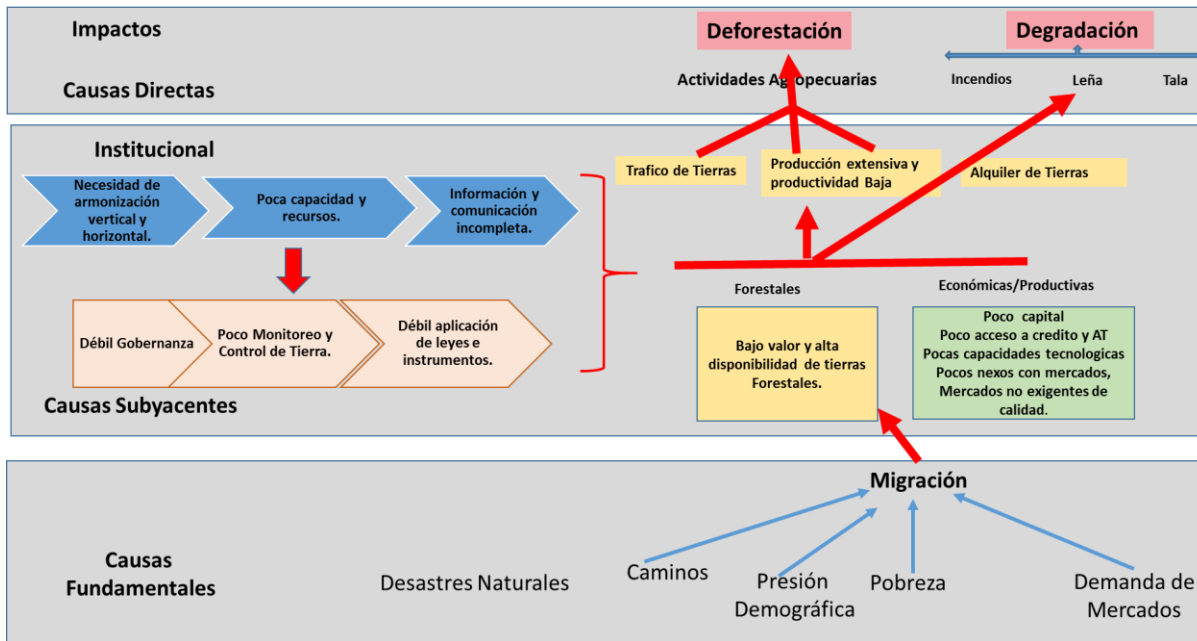 Impactos
Deforestación
Degradación
Causas Directas
Actividades Agropecuarias
Incendios
Leña
Tala
Institucional
Necesidad de
armonización
vertical y
horizontal.
Poca capacidad y
recursos.
Información y
comunicación
incompleta.
Trafico de Tierras
Producción extensiva y
productividad Baja
Alquiler de Tierras
Débil Gobernanza
Poco Monitoreo y
Control de Tierra.
Débil aplicación
de leyes e
instrumentos.
Causas Subyacentes
Forestales
Bajo valor y alta
disponibilidad de tierras
Forestales.
Económicas/Productivas
Poco capital
Poco acceso a credito y AT
Pocas capacidades tecnologicas
Pocos nexos con mercados,
Mercados no exigentes de
calidad.
Migración
Causas
Fundamentales
Desastres Naturales
Caminos
Presión
Demográfica
Pobreza
Demanda de
Mercados